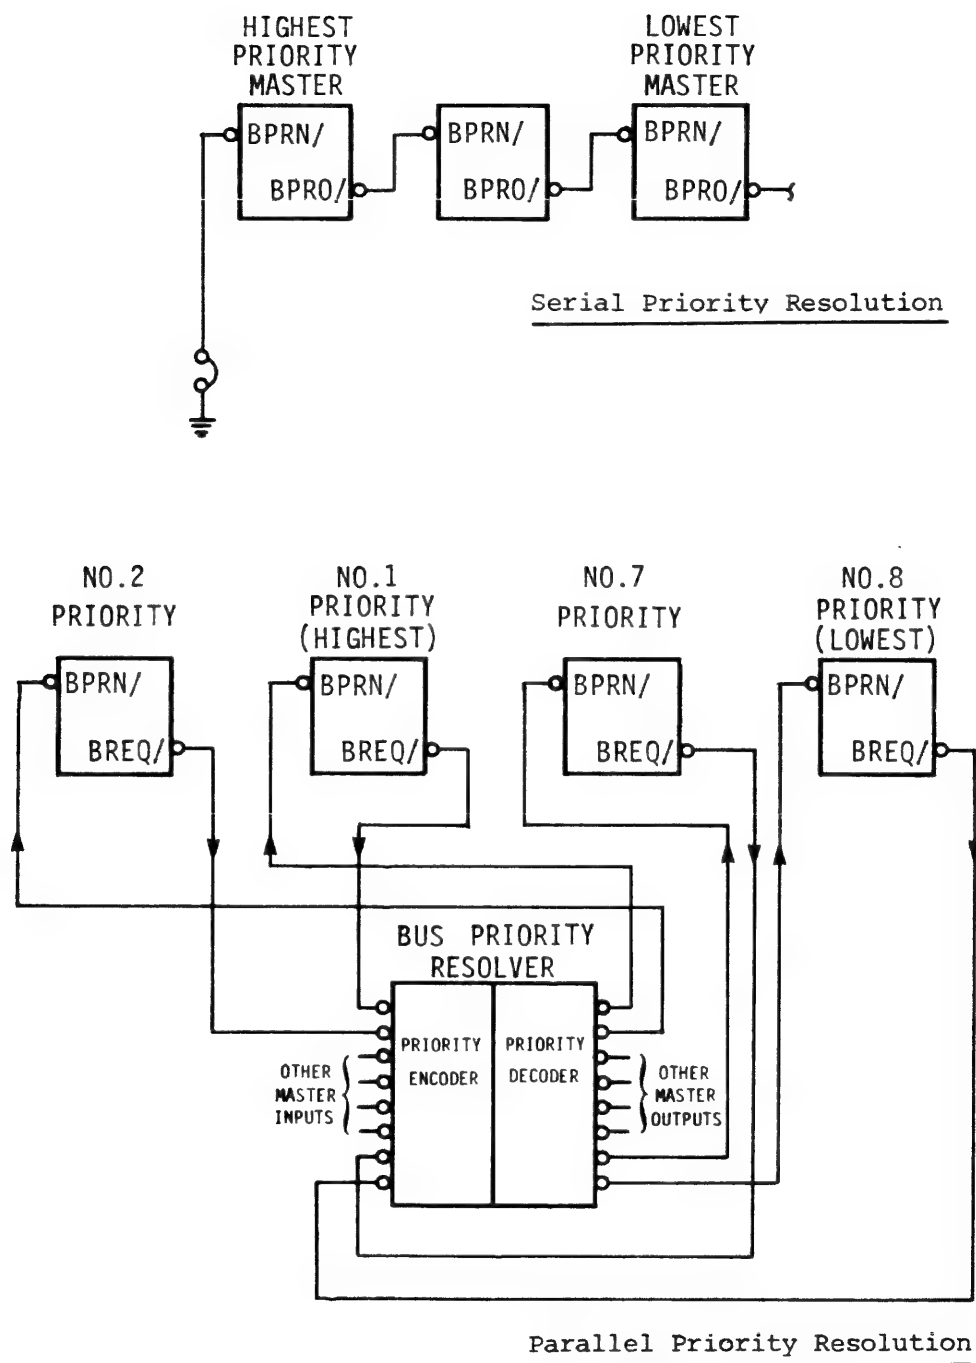 HIGHEST
PRIORITY
MASTER
LOWEST
PRIORITY
MASTER
BPRN/
BPRO/
BPRN/
BPRO/
BPRN/
BPRO/
Serial Priority Resolution
NO.2
PRIORITY
NO.1
PRIORITY
(HIGHEST)
NO.7
PRIORITY
NO.8
PRIORITY
(LOWEST)
BPRN/
BREQ/
BPRN/
BREQ/
BPRN/
BREQ/
BPRN/
BREQ/
BUS PRIORITY
RESOLVER
PRIORITY
ENCODER
PRIORITY
DECODER
OTHER
MASTER
INPUTS
OTHER
MASTER
OUTPUTS
Parallel Priority Resolution